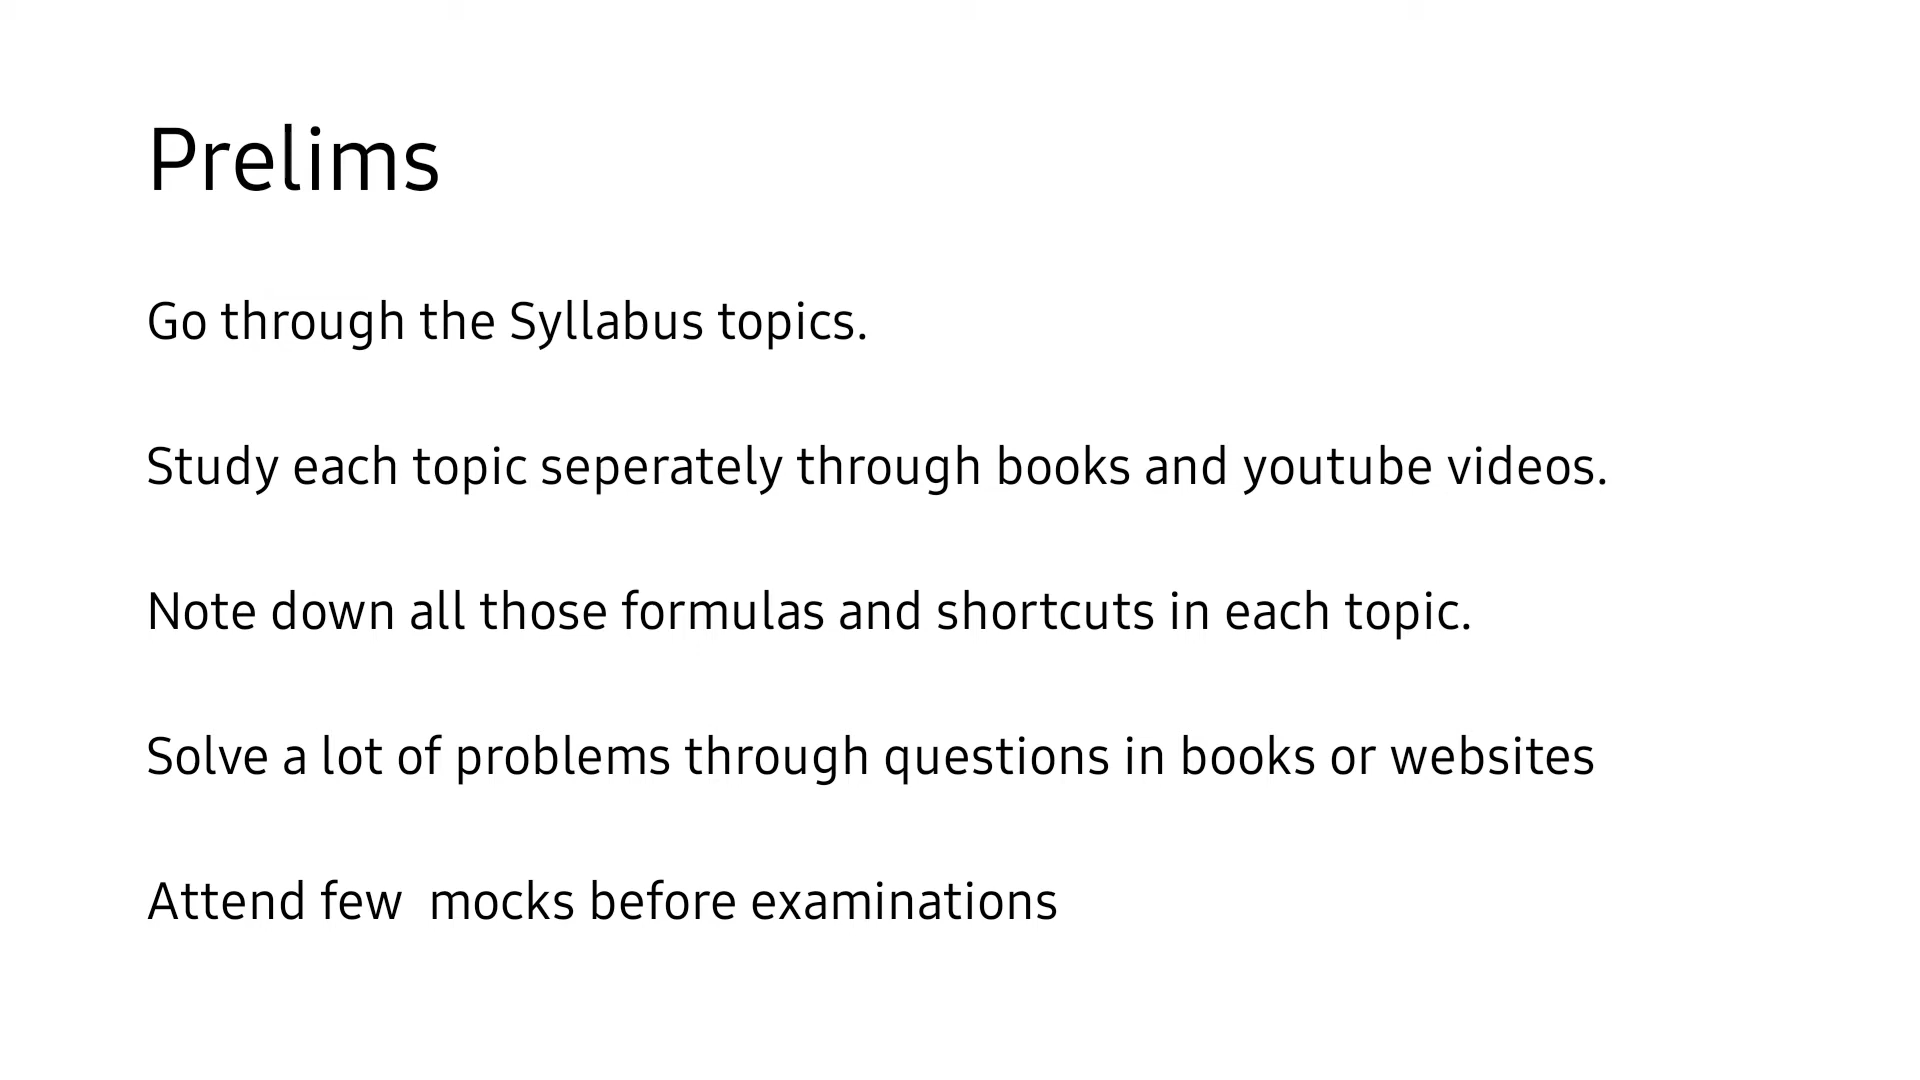 Prelims
Go through the Syllabus topics.
Study each topic seperately through books and youtube videos.
Note down all those formulas and shortcuts in each topic.
Solve a lot of problems through questions in books or websites
Attend few  mocks before examinations